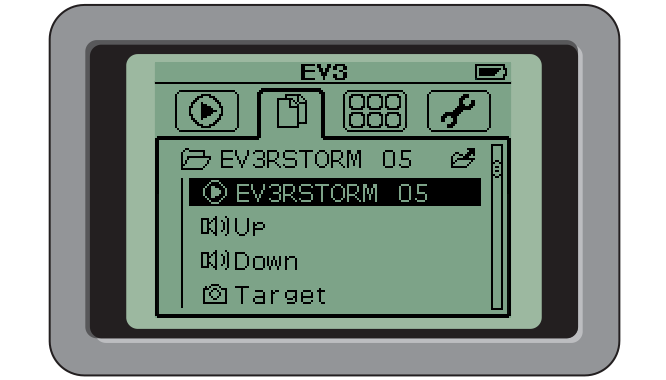 EV3
EV3RSTORM 05
EV3RSTORM 05
Up
Down
Target